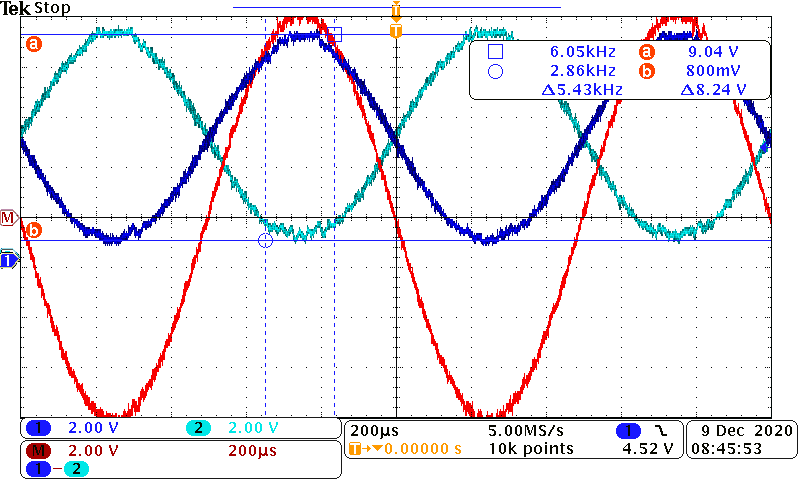 Tek Stop
T
T
a
6.05kHz a 9.04 V
2.86kHz b 800mV
Δ5.43kHz Δ8.24 V
M
b
1
1 2.00 V 2 2.00 V
M 2.00 V 200µs
1 - 2
200µs 5.00MS/s 1 4.52 V
T→▼0.00000 s 10k points
9 Dec 2020
08:45:53